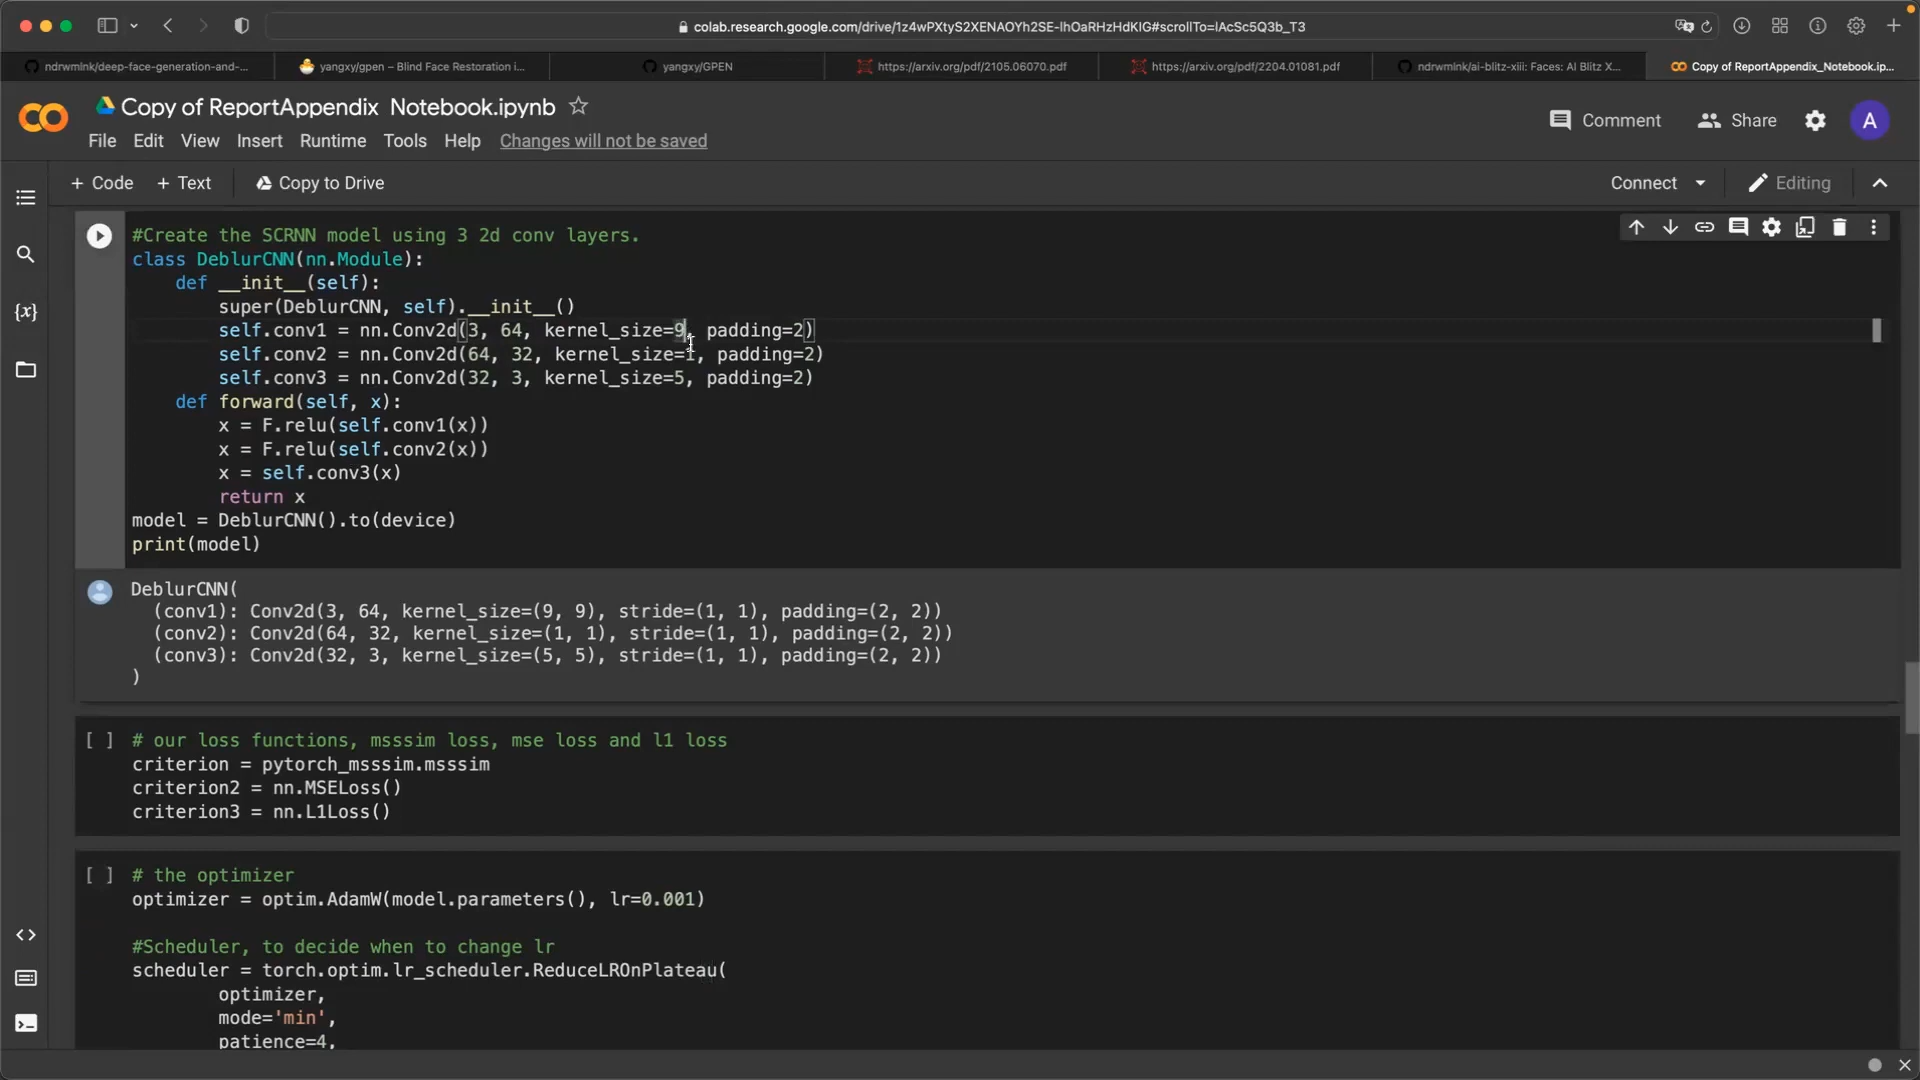 colab.research.google.com/drive/1z4wPXtyS2XENAOYh2SE-lhOaRHzHdKlG#scrollTo=lAcSc5Q3b_T3
ndrwmlnk/deep-face-generation-and-...
yangxy/gpen – Blind Face Restoration i...
yangxy/GPEN
https://arxiv.org/pdf/2105.06070.pdf
https://arxiv.org/pdf/2204.01081.pdf
ndrwmlnk/ai-blitz-xiii: Faces: AI Blitz X...
Copy of ReportAppendix_Notebook.ip...
Copy of ReportAppendix Notebook.ipynb
Comment
Share
A
File Edit View Insert Runtime Tools Help Changes will not be saved
+ Code + Text Copy to Drive
Connect
Editing
#Create the SCRNN model using 3 2d conv layers.
class DeblurCNN(nn.Module):
    def __init__(self):
        super(DeblurCNN, self).__init__()
        self.conv1 = nn.Conv2d(3, 64, kernel_size=9, padding=2)
        self.conv2 = nn.Conv2d(64, 32, kernel_size=1, padding=2)
        self.conv3 = nn.Conv2d(32, 3, kernel_size=5, padding=2)
    def forward(self, x):
        x = F.relu(self.conv1(x))
        x = F.relu(self.conv2(x))
        x = self.conv3(x)
        return x
model = DeblurCNN().to(device)
print(model)
DeblurCNN(
  (conv1): Conv2d(3, 64, kernel_size=(9, 9), stride=(1, 1), padding=(2, 2))
  (conv2): Conv2d(64, 32, kernel_size=(1, 1), stride=(1, 1), padding=(2, 2))
  (conv3): Conv2d(32, 3, kernel_size=(5, 5), stride=(1, 1), padding=(2, 2))
)
[ ] # our loss functions, msssim loss, mse loss and l1 loss
criterion = pytorch_msssim.msssim
criterion2 = nn.MSELoss()
criterion3 = nn.L1Loss()
[ ] # the optimizer
optimizer = optim.AdamW(model.parameters(), lr=0.001)
#Scheduler, to decide when to change lr
scheduler = torch.optim.lr_scheduler.ReduceLROnPlateau(
        optimizer,
        mode='min',
        patience=4,